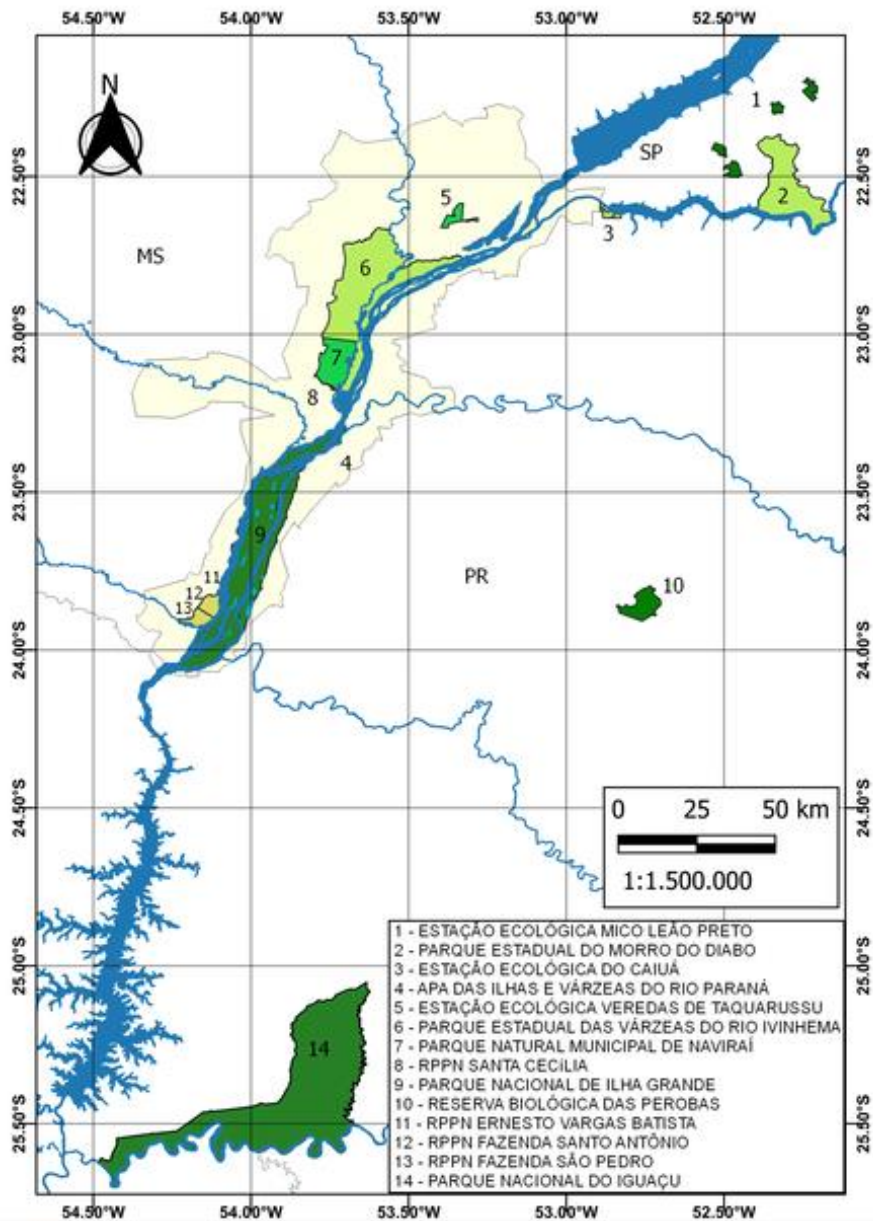 54.50°S 54.00°S 53.50°S 53.00°S 52.50°S
N
1
SP
22.50°S 22.50°S
5
2
3
MS
6
23.00°S 23.00°S
7
8
4
23.50°S 23.50°S
9
PR
11
12
10
13
24.00°S 24.00°S
24.50°S 0 25 50 km 24.50°S
1:1.500.000
1 - ESTAÇÃO ECOLÓGICA MICO LEÃO PRETO
2 - PARQUE ESTADUAL DO MORRO DO DIABO
25.00°S 25.00°S
3 - ESTAÇÃO ECOLÓGICA DO CAIUÁ
4 - APA DAS ILHAS E VÁRZEAS DO RIO PARANÁ
5 - ESTAÇÃO ECOLÓGICA VEREDAS DE TAQUARUSSU
6 - PARQUE ESTADUAL DAS VÁRZEAS DO RIO IVINHEMA
14
7 - PARQUE NATURAL MUNICIPAL DE NAVIRAÍ
8 - RPPN SANTA CECÍLIA
9 - PARQUE NACIONAL DE ILHA GRANDE
10 - RESERVA BIOLÓGICA DAS PEROBAS
25.50°S 25.50°S
11 - RPPN ERNESTO VARGAS BATISTA
12 - RPPN FAZENDA SANTO ANTÔNIO
13 - RPPN FAZENDA SÃO PEDRO
14 - PARQUE NACIONAL DO IGUAÇU
54.50°S 54.00°S 53.50°S 53.00°S 52.50°S